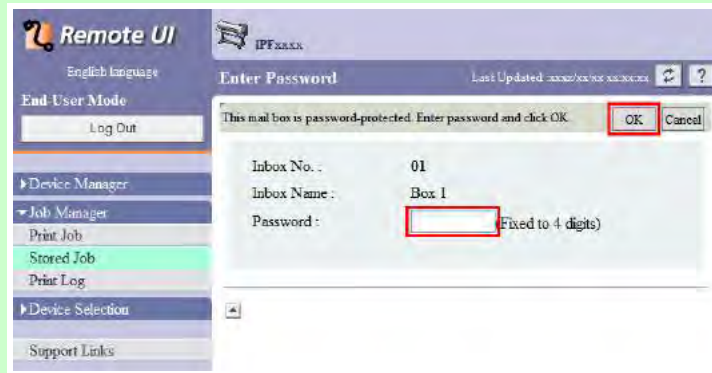 Remote UI
English language
End-User Mode
Log Out
Device Manager
Job Manager
Print Job
Stored Job
Print Log
Device Selection
Support Links
IPFxxxx
Enter Password
Last Updated: xxxx/xx/xx xx:xx:xx
?
This mail box is password-protected. Enter password and click OK.
OK
Cancel
Inbox No. :
01
Inbox Name :
Box 1
Password :
(Fixed to 4 digits)